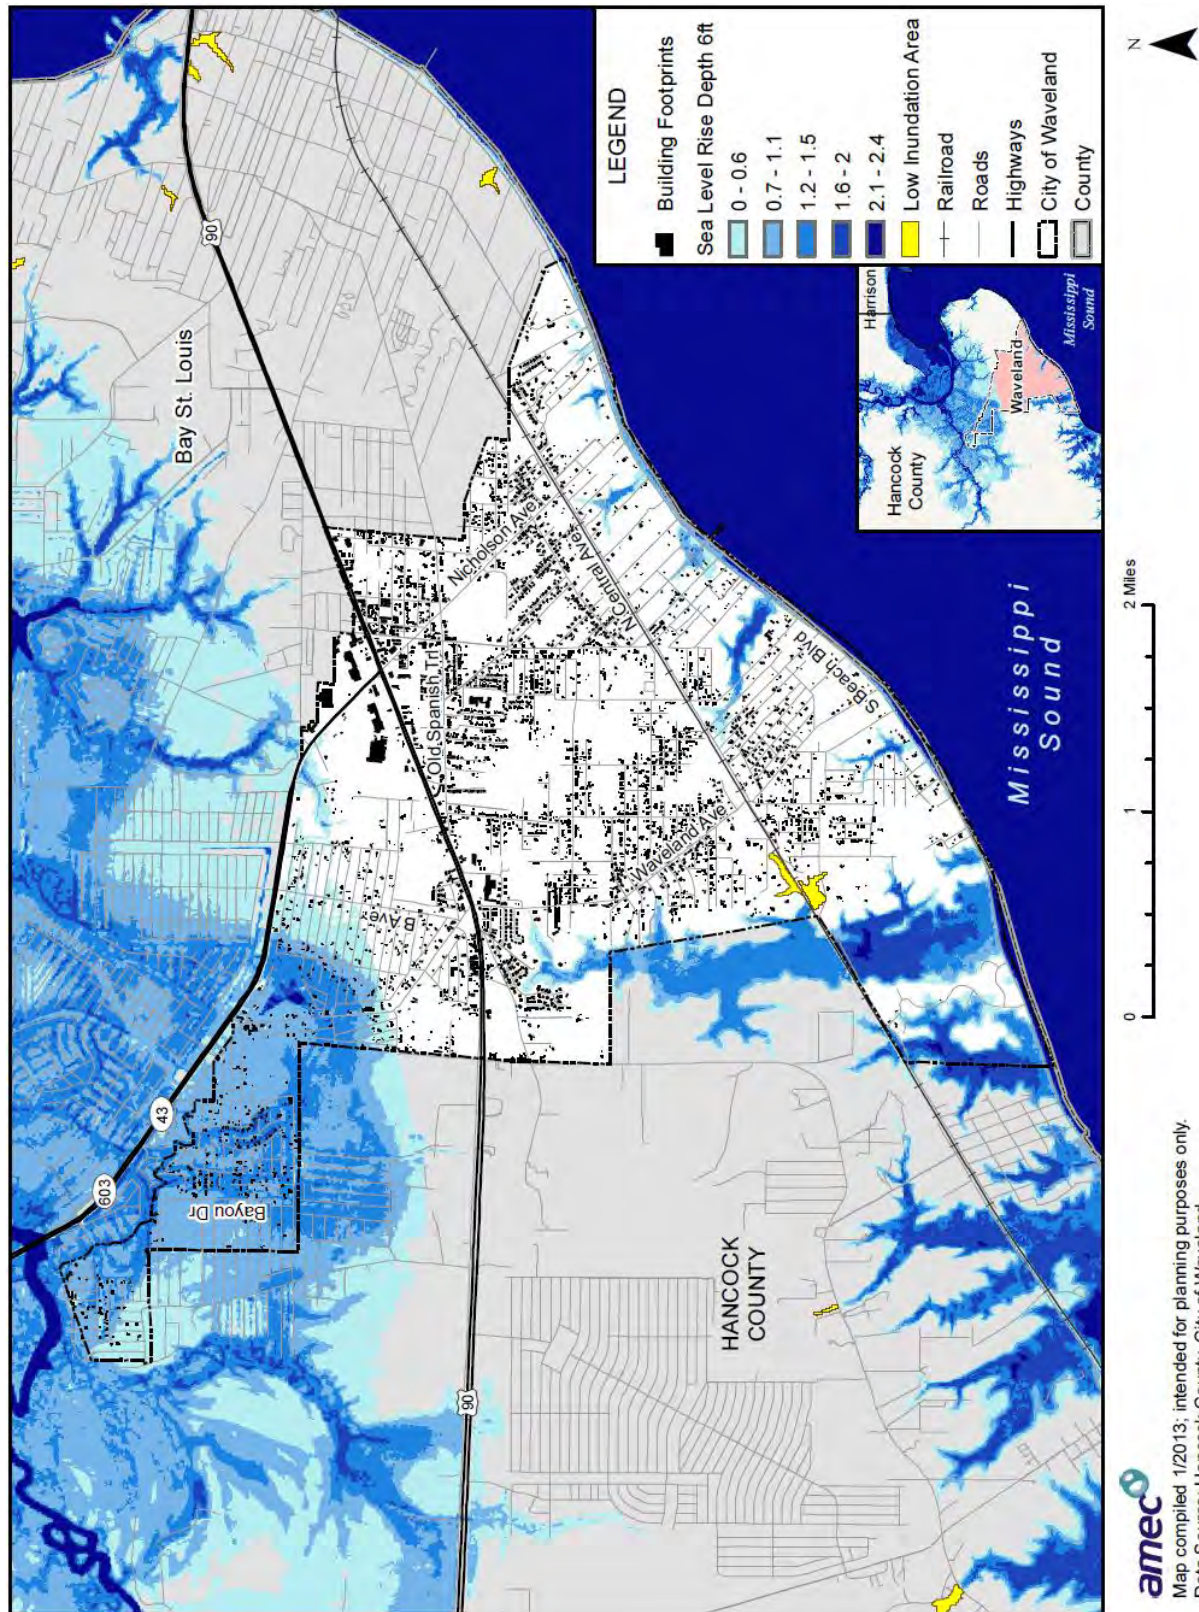 Bay St. Louis
90
Nicholson Ave.
N Central Ave.
Old Spanish Trl
S Beach Blvd
Waveland Ave.
B Ave.
43
603
Bayou Dr
90
HANCOCK
COUNTY
Mississippi
Sound
LEGEND
Building Footprints
Sea Level Rise Depth 6ft
0 - 0.6
0.7 - 1.1
1.2 - 1.5
1.6 - 2
2.1 - 2.4
Low Inundation Area
Railroad
Roads
Highways
City of Waveland
County
Hancock
County
Harrison
Waveland
Mississippi
Sound
N
0 1 2 Miles
amec
Map compiled 1/2013; intended for planning purposes only.